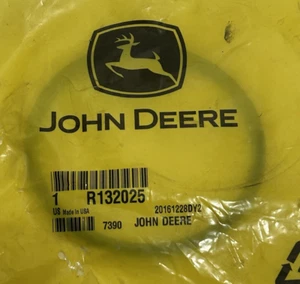 JOHN DEERE
1 R132025
US Made in USA 20161228DY2
7390 JOHN DEERE